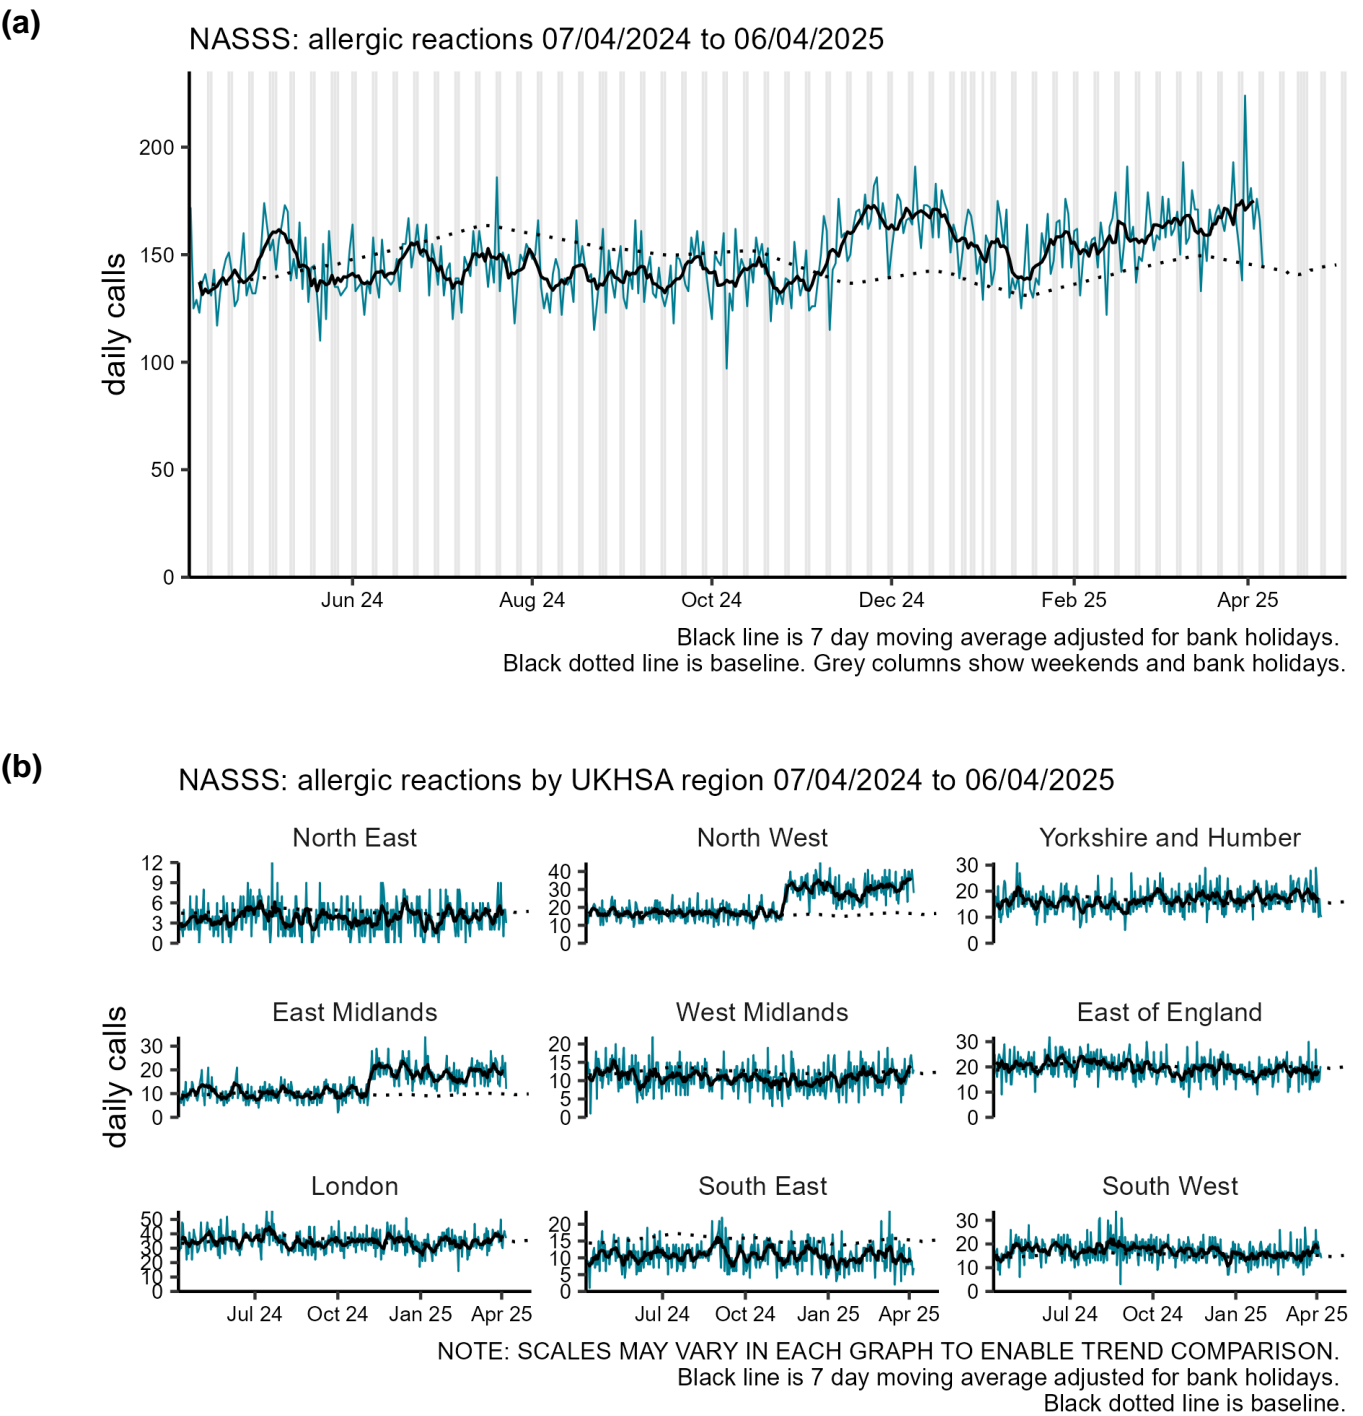 (a)
NASSS: allergic reactions 07/04/2024 to 06/04/2025
daily calls
200
150
100
50
0
Jun 24 Aug 24 Oct 24 Dec 24 Feb 25 Apr 25
Black line is 7 day moving average adjusted for bank holidays.
Black dotted line is baseline. Grey columns show weekends and bank holidays.
(b)
NASSS: allergic reactions by UKHSA region 07/04/2024 to 06/04/2025
daily calls
North East
12
9
6
3
0
North West
40
30
20
10
0
Yorkshire and Humber
30
20
10
0
East Midlands
30
20
10
0
West Midlands
20
15
10
5
0
East of England
30
20
10
0
London
50
40
30
20
10
0
Jul 24 Oct 24 Jan 25 Apr 25
South East
20
15
10
5
0
Jul 24 Oct 24 Jan 25 Apr 25
South West
30
20
10
0
Jul 24 Oct 24 Jan 25 Apr 25
NOTE: SCALES MAY VARY IN EACH GRAPH TO ENABLE TREND COMPARISON.
Black line is 7 day moving average adjusted for bank holidays.
Black dotted line is baseline.